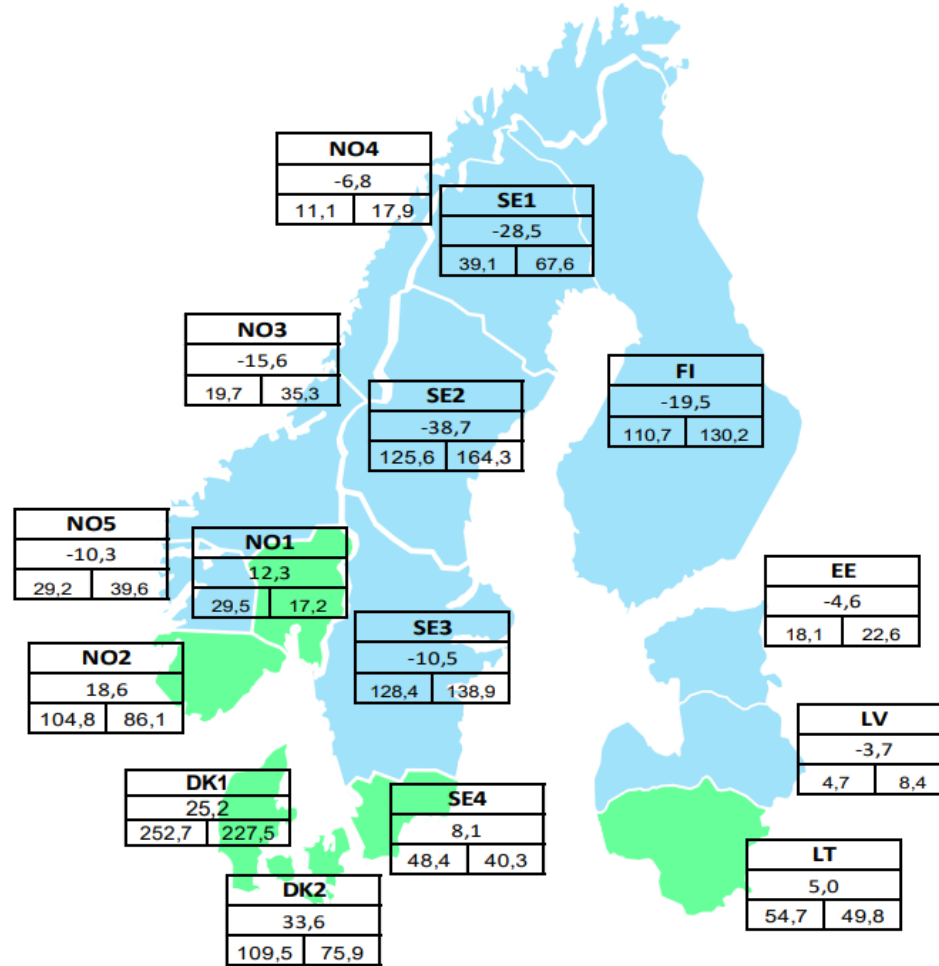 NO4
-6,8
11,1 17,9
SE1
-28,5
39,1 67,6
NO3
-15,6
19,7 35,3
FI
-19,5
110,7 130,2
SE2
-38,7
125,6 164,3
NO5
-10,3
29,2 39,6
NO1
12,3
29,5 17,2
EE
-4,6
18,1 22,6
SE3
-10,5
128,4 138,9
NO2
18,6
104,8 86,1
LV
-3,7
4,7 8,4
DK1
25,2
252,7 227,5
SE4
8,1
48,4 40,3
LT
5,0
54,7 49,8
DK2
33,6
109,5 75,9